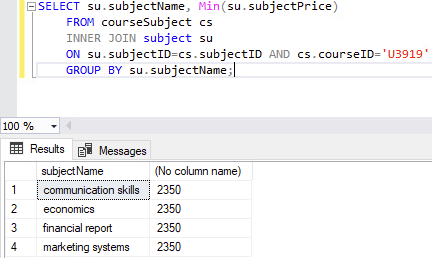 SELECT su.subjectName, Min(su.subjectPrice)
FROM courseSubject cs
INNER JOIN subject su
ON su.subjectID=cs.subjectID AND cs.courseID='U3919'
GROUP BY su.subjectName;
100 %
Results Messages
subjectName (No column name)
1 communication skills 2350
2 economics 2350
3 financial report 2350
4 marketing systems 2350